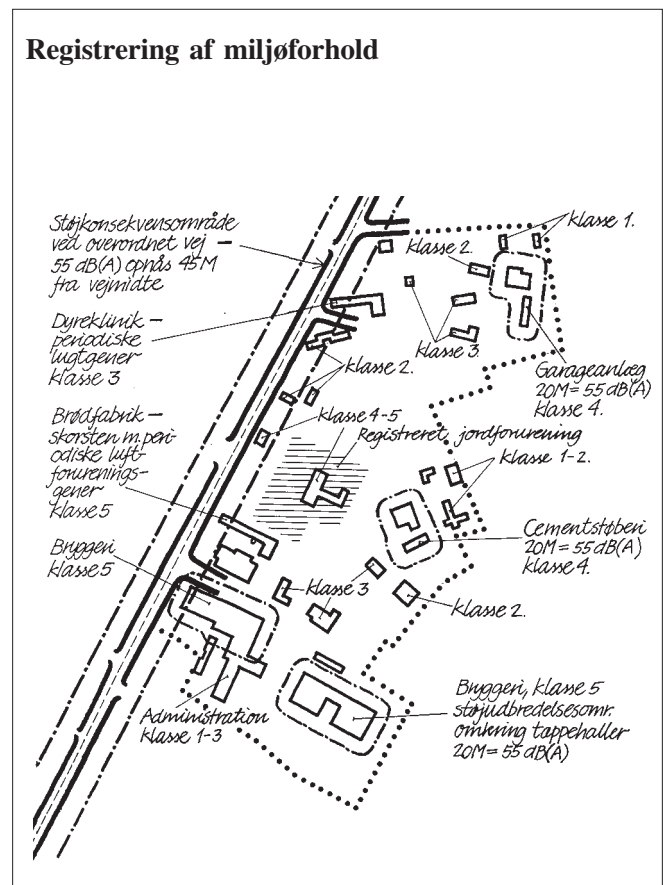 Registrering af miljøforhold
Støjkonsekvensområde
ved overordnet vej –
55 dB(A) opnås 45 M
fra vejmidte
Dyreklinik –
periodiske
lugtgener
klasse 3
Brødfabrik –
skorsten m. peri-
odiske luft-
forurenings-
gener
klasse 5
Bryggeri
klasse 5
Administration
klasse 1-3
klasse 1.
klasse 2.
klasse 3.
Garageanlæg
20M = 55 dB(A)
klasse 4.
klasse 2.
klasse 4-5
Registreret jordforurening
klasse 1-2.
Cementstøberi
20M = 55 dB(A)
klasse 4.
klasse 3
klasse 2.
Bryggeri, klasse 5
støjudbredelsesomr.
omkring tappehaller
20M = 55 dB(A)